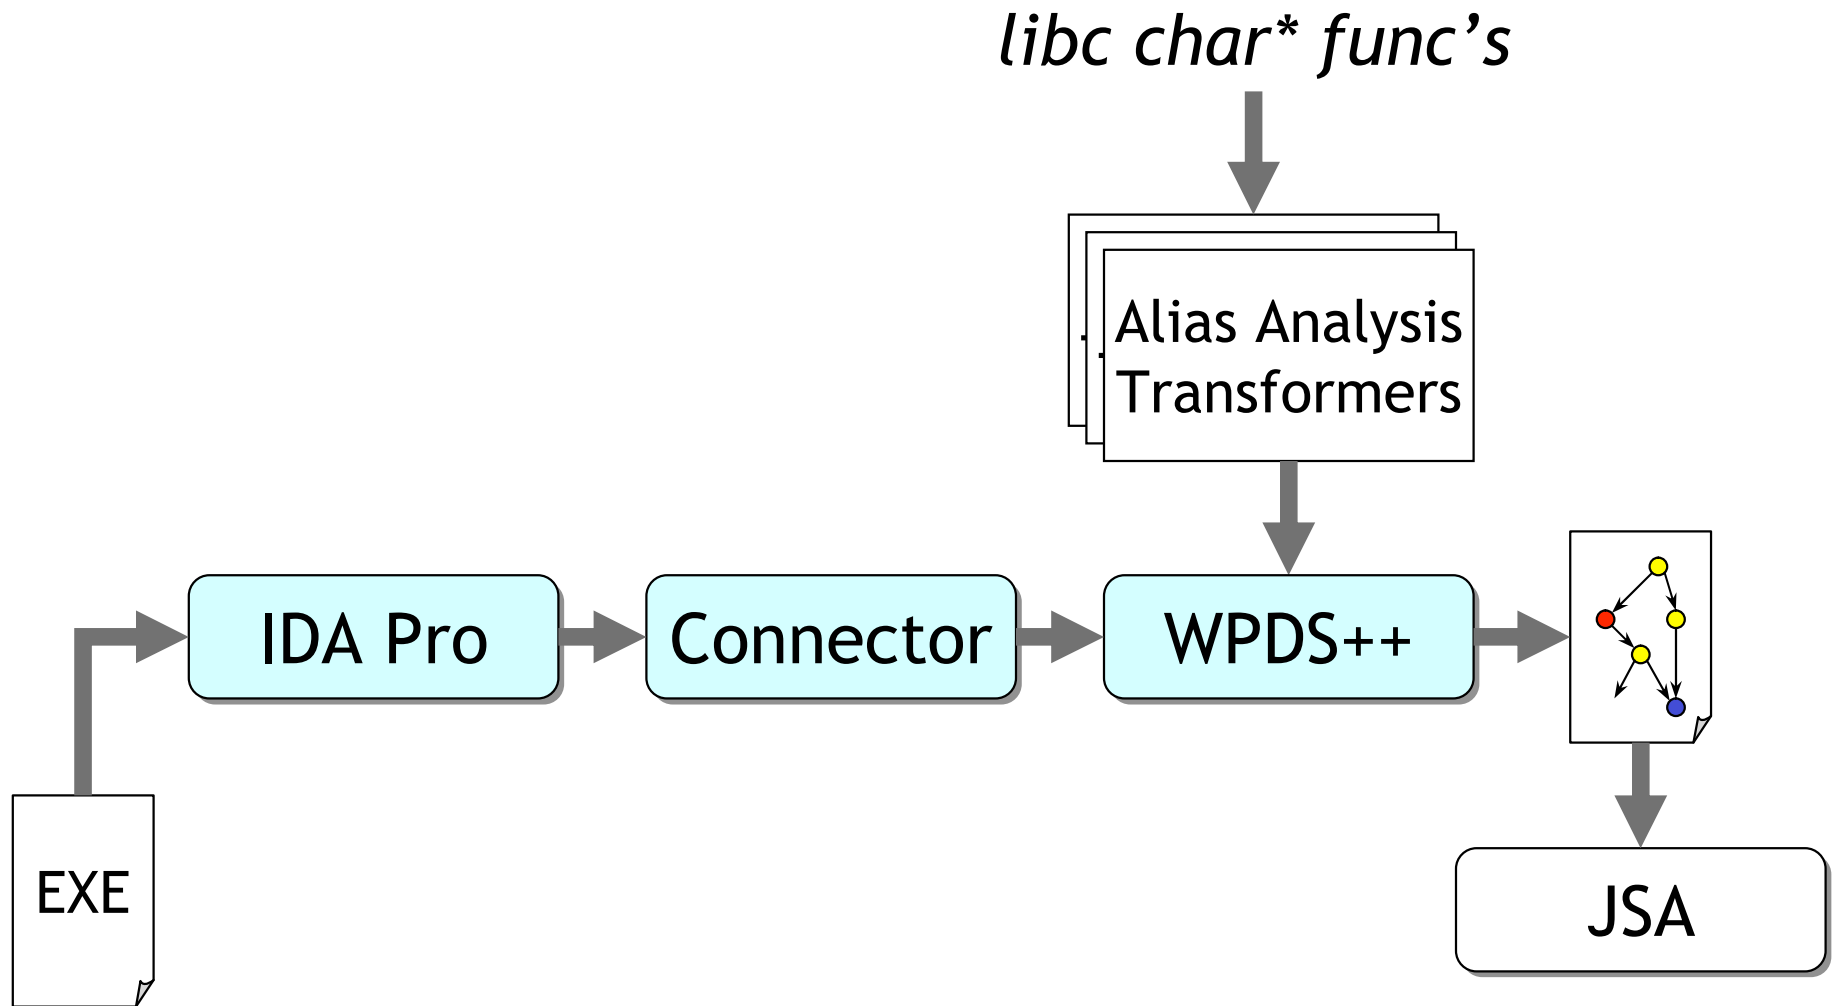 libc char* func’s
Alias Analysis
Transformers
IDA Pro
Connector
WPDS++
EXE
JSA